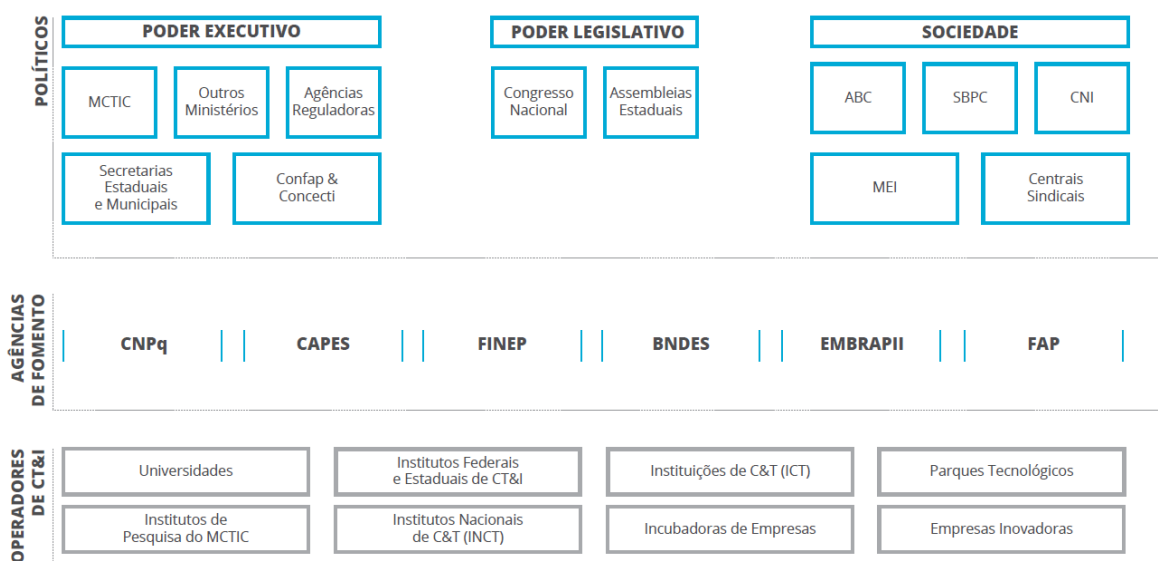 POLÍTICOS
PODER EXECUTIVO
PODER LEGISLATIVO
SOCIEDADE
MCTIC
Outros
Ministérios
Agências
Reguladoras
Congresso
Nacional
Assembleias
Estaduais
ABC
SBPC
CNI
Secretarias
Estaduais
e Municipais
Confap &
Concecti
MEI
Centrais
Sindicais
AGÊNCIAS
DE FOMENTO
CNPq
CAPES
FINEP
BNDES
EMBRAPII
FAP
OPERADORES
DE CT&I
Universidades
Institutos Federais
e Estaduais de CT&I
Instituições de C&T (ICT)
Parques Tecnológicos
Institutos de
Pesquisa do MCTIC
Institutos Nacionais
de C&T (INCT)
Incubadoras de Empresas
Empresas Inovadoras